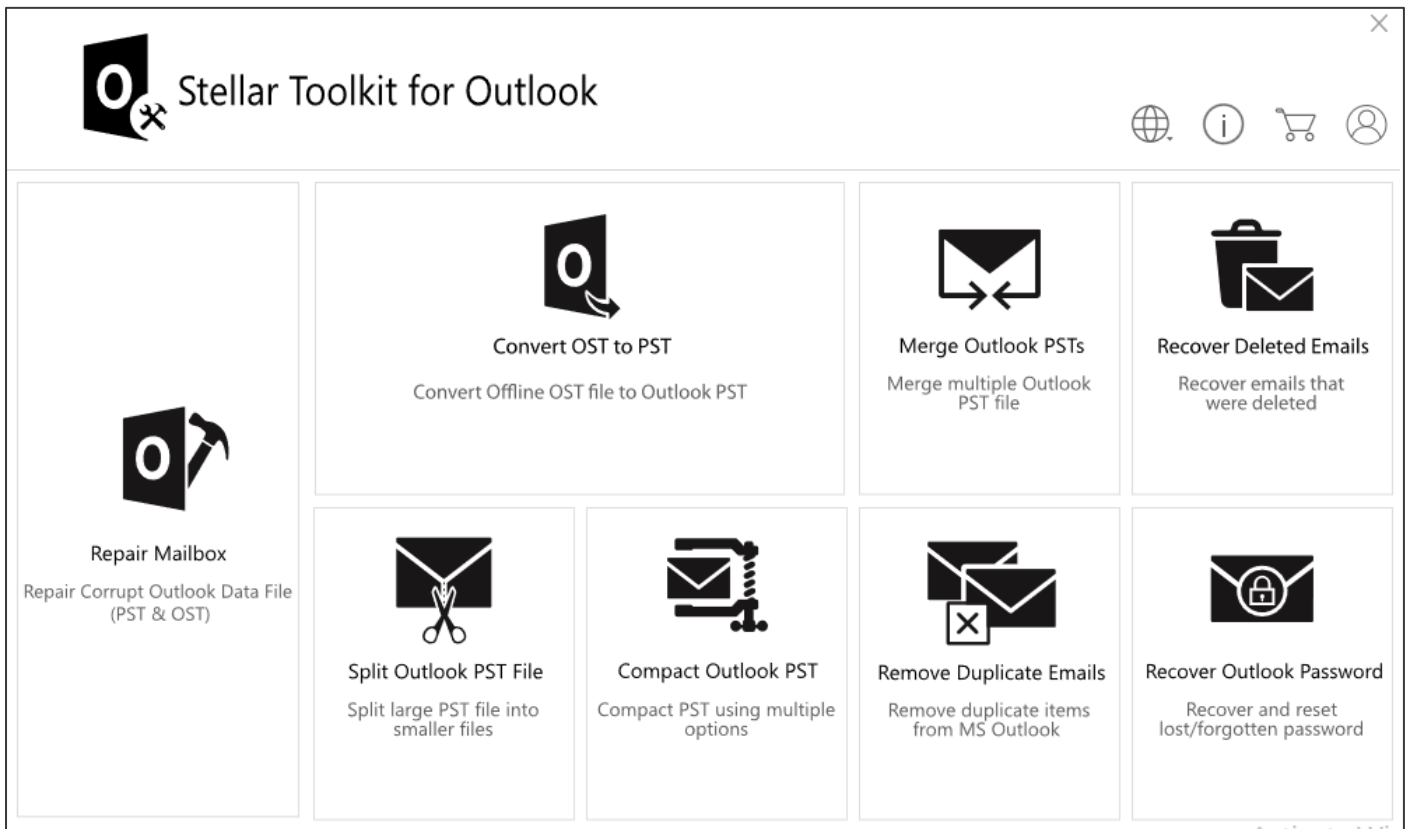 Stellar Toolkit for Outlook
Repair Mailbox
Repair Corrupt Outlook Data File
(PST & OST)
Convert OST to PST
Convert Offline OST file to Outlook PST
Merge Outlook PSTs
Merge multiple Outlook
PST file
Recover Deleted Emails
Recover emails that
were deleted
Split Outlook PST File
Split large PST file into
smaller files
Compact Outlook PST
Compact PST using multiple
options
Remove Duplicate Emails
Remove duplicate items
from MS Outlook
Recover Outlook Password
Recover and reset
lost/forgotten password